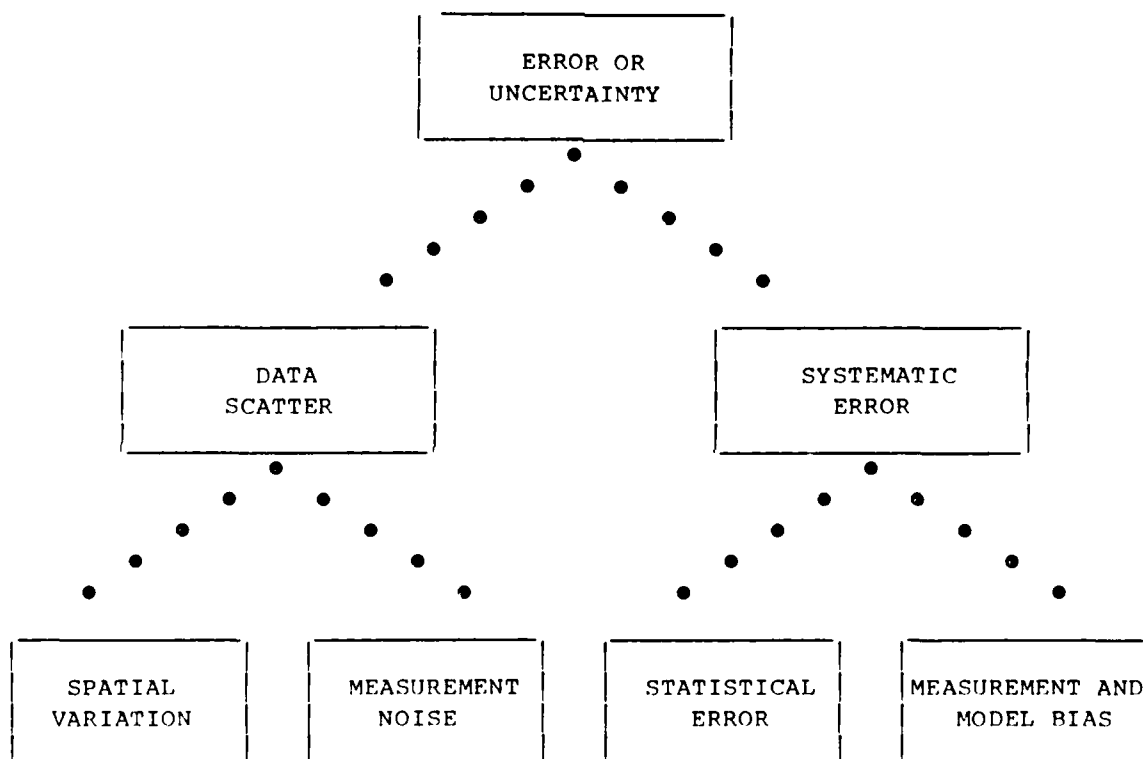 ERROR OR
UNCERTAINTY
DATA
SCATTER
SYSTEMATIC
ERROR
SPATIAL
VARIATION
MEASUREMENT
NOISE
STATISTICAL
ERROR
MEASUREMENT AND
MODEL BIAS